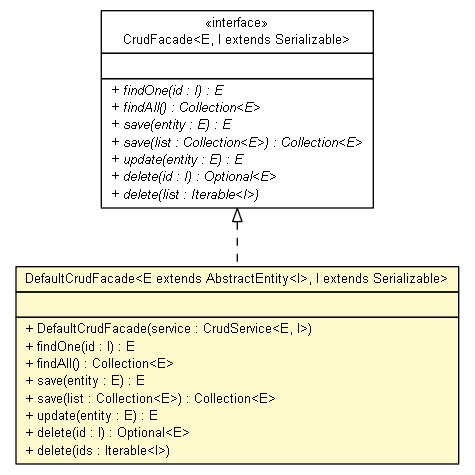 «interface»
CrudFacade<E, I extends Serializable>
+ findOne(id : I) : E
+ findAll() : Collection<E>
+ save(entity : E) : E
+ save(list : Collection<E>) : Collection<E>
+ update(entity : E) : E
+ delete(id : I) : Optional<E>
+ delete(list : Iterable<I>)
DefaultCrudFacade<E extends AbstractEntity<I>, I extends Serializable>
+ DefaultCrudFacade(service : CrudService<E, I>)
+ findOne(id : I) : E
+ findAll() : Collection<E>
+ save(entity : E) : E
+ save(list : Collection<E>) : Collection<E>
+ update(entity : E) : E
+ delete(id : I) : Optional<E>
+ delete(ids : Iterable<I>)